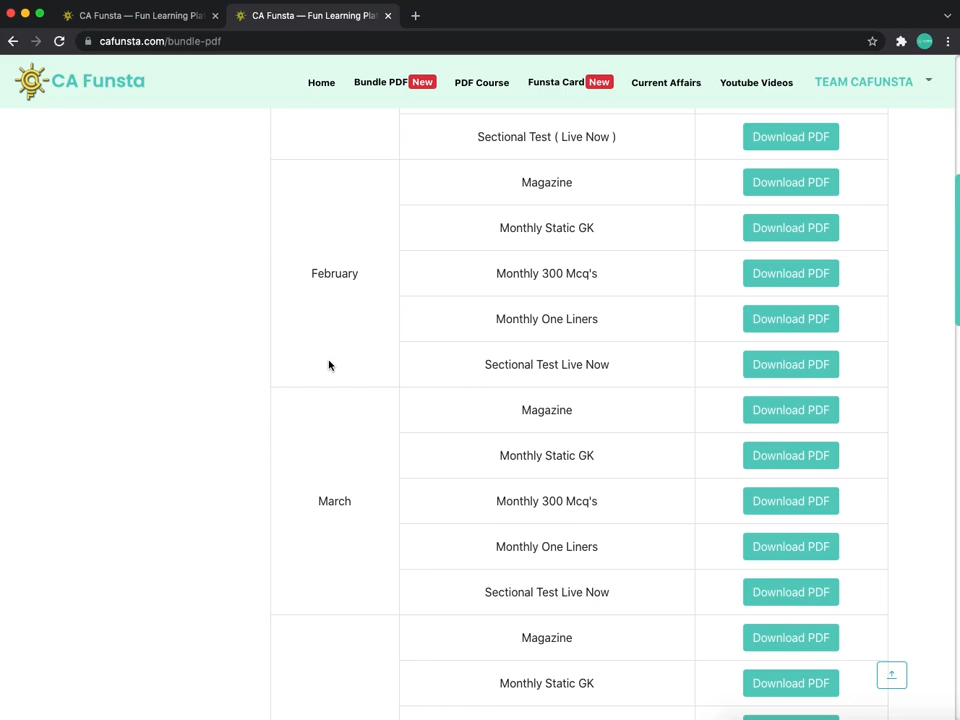 CA Funsta — Fun Learning Pla
CA Funsta — Fun Learning Pla
cafunsta.com/bundle-pdf
CA Funsta
Home
Bundle PDF New
PDF Course
Funsta Card New
Current Affairs
Youtube Videos
TEAM CAFUNSTA
Sectional Test ( Live Now )
Download PDF
February
Magazine
Download PDF
Monthly Static GK
Download PDF
Monthly 300 Mcq's
Download PDF
Monthly One Liners
Download PDF
Sectional Test Live Now
Download PDF
March
Magazine
Download PDF
Monthly Static GK
Download PDF
Monthly 300 Mcq's
Download PDF
Monthly One Liners
Download PDF
Sectional Test Live Now
Download PDF
Magazine
Download PDF
Monthly Static GK
Download PDF